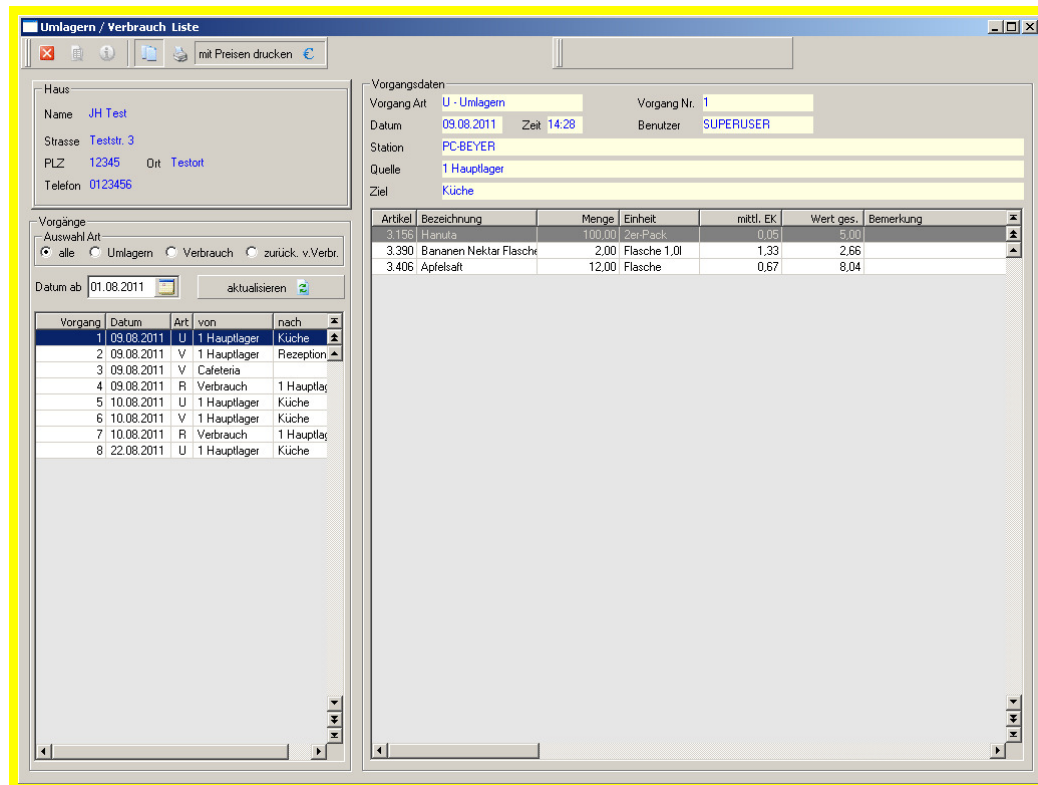 Umlagern / Verbrauch Liste
mit Preisen drucken €
Haus
Name JH Test
Strasse Teststr. 3
PLZ 12345 Ort Testort
Telefon 0123456
Vorgänge
Auswahl Art
alle Umlagern Verbrauch zurück. v.Verbr.
Datum ab 01.08.2011 aktualisieren
Vorgang Datum Art von nach
1 09.08.2011 U 1 Hauptlager Küche
2 09.08.2011 V 1 Hauptlager Rezeption
3 09.08.2011 V Cafeteria
4 09.08.2011 R Verbrauch 1 Hauptlag
5 10.08.2011 U 1 Hauptlager Küche
6 10.08.2011 V 1 Hauptlager Küche
7 10.08.2011 R Verbrauch 1 Hauptlag
8 22.08.2011 U 1 Hauptlager Küche
Vorgangsdaten
Vorgang Art U - Umlagern Vorgang Nr. 1
Datum 09.08.2011 Zeit 14:28 Benutzer SUPERUSER
Station PC-BEYER
Quelle 1 Hauptlager
Ziel Küche
Artikel Bezeichnung Menge Einheit mittl. EK Wert ges. Bemerkung
3.156 Hanuta 100,00 2er-Pack 0,05 5,00
3.390 Bananen Nektar Flasche 2,00 Flasche 1,0l 1,33 2,66
3.406 Apfelsaft 12,00 Flasche 0,67 8,04